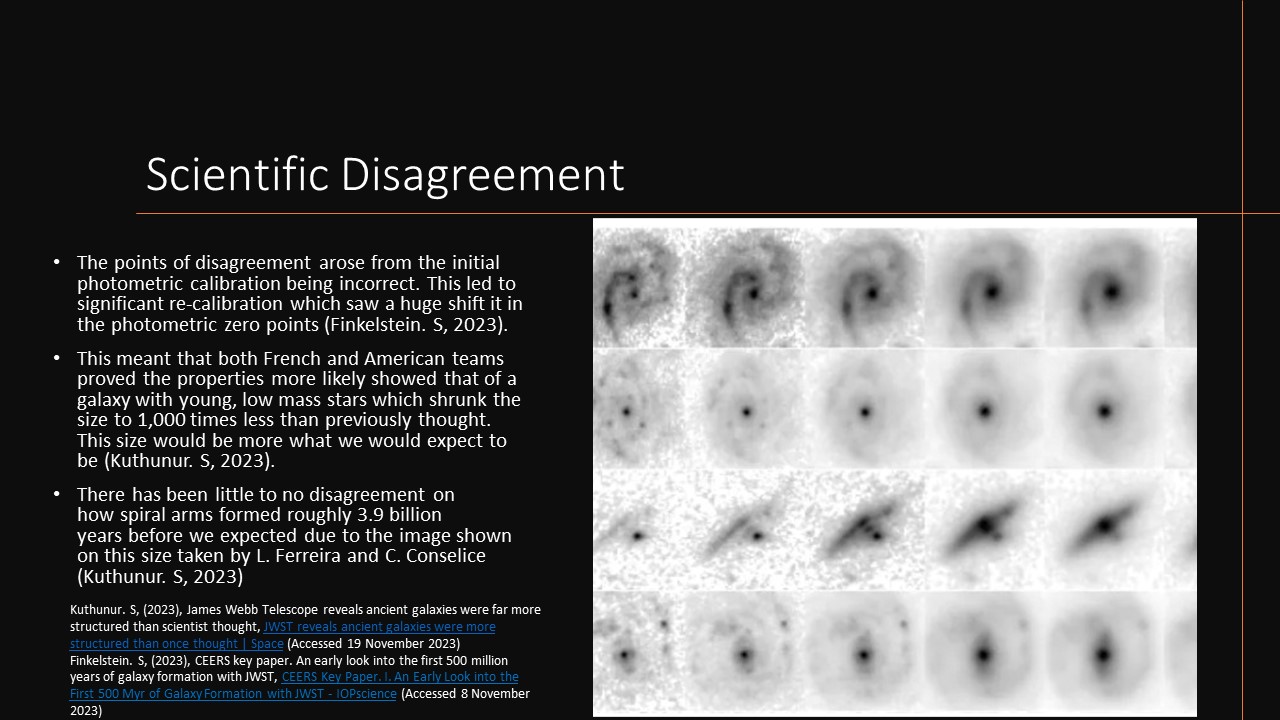 Scientific Disagreement
• The points of disagreement arose from the initial
photometric calibration being incorrect. This led to
significant re-calibration which saw a huge shift it in
the photometric zero points (Finkelstein. S, 2023).
• This meant that both French and American teams
proved the properties more likely showed that of a
galaxy with young, low mass stars which shrunk the
size to 1,000 times less than previously thought.
This size would be more what we would expect to
be (Kuthunur. S, 2023).
• There has been little to no disagreement on
how spiral arms formed roughly 3.9 billion
years before we expected due to the image shown
on this size taken by L. Ferreira and C. Conselice
(Kuthunur. S, 2023)
Kuthunur. S, (2023), James Webb Telescope reveals ancient galaxies were far more
structured than scientist thought, JWST reveals ancient galaxies were more
structured than once thought | Space (Accessed 19 November 2023)
Finkelstein. S, (2023), CEERS key paper. An early look into the first 500 million
years of galaxy formation with JWST, CEERS Key Paper. I. An Early Look into the
First 500 Myr of Galaxy Formation with JWST - IOPscience (Accessed 8 November
2023)